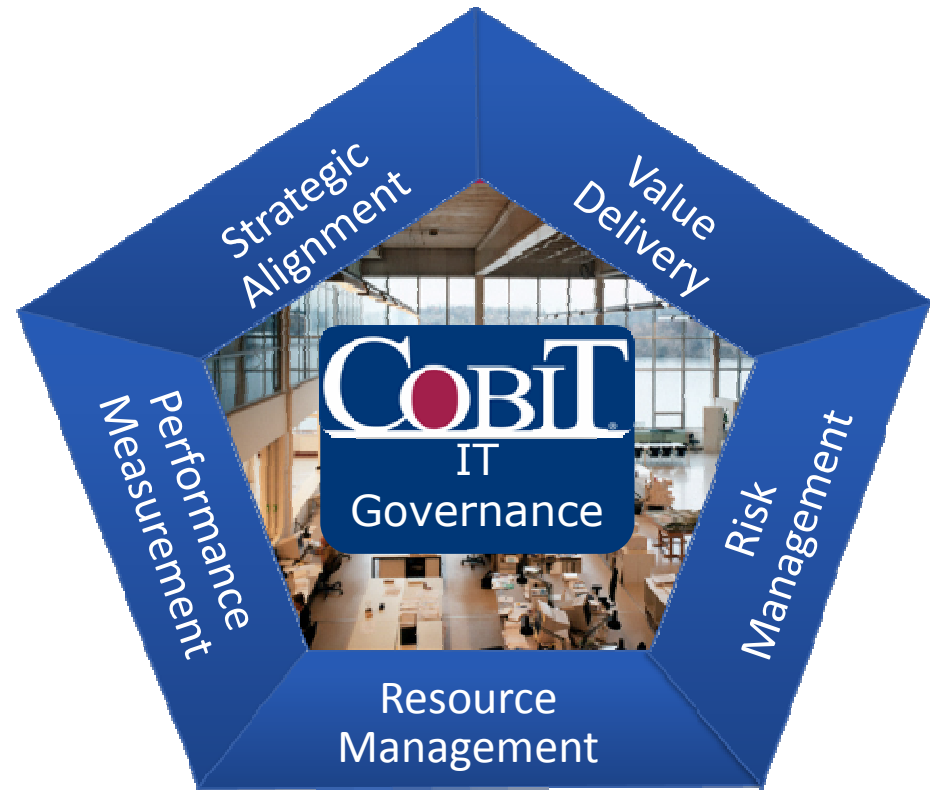 Strategic
Alignment
Value
Delivery
COBIT
IT
Governance
Performance
Measurement
Risk
Management
Resource
Management